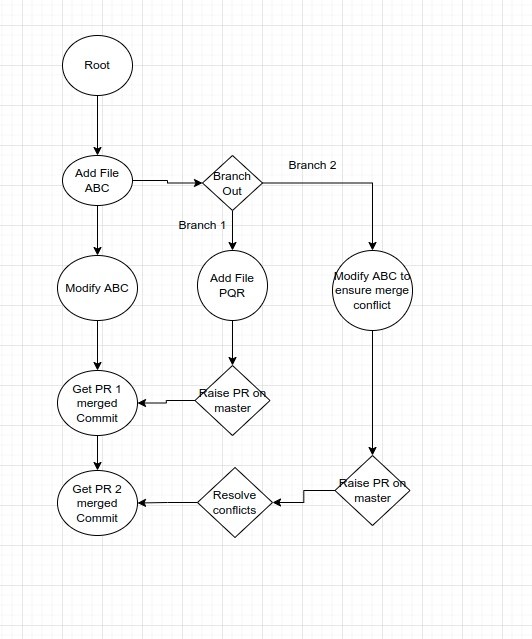 Root
Add File
ABC
Branch
Out
Branch 2
Branch 1
Modify ABC
Add File
PQR
Modify ABC to
ensure merge
conflict
Get PR 1
merged
Commit
Raise PR on
master
Get PR 2
merged
Commit
Resolve
conflicts
Raise PR on
master